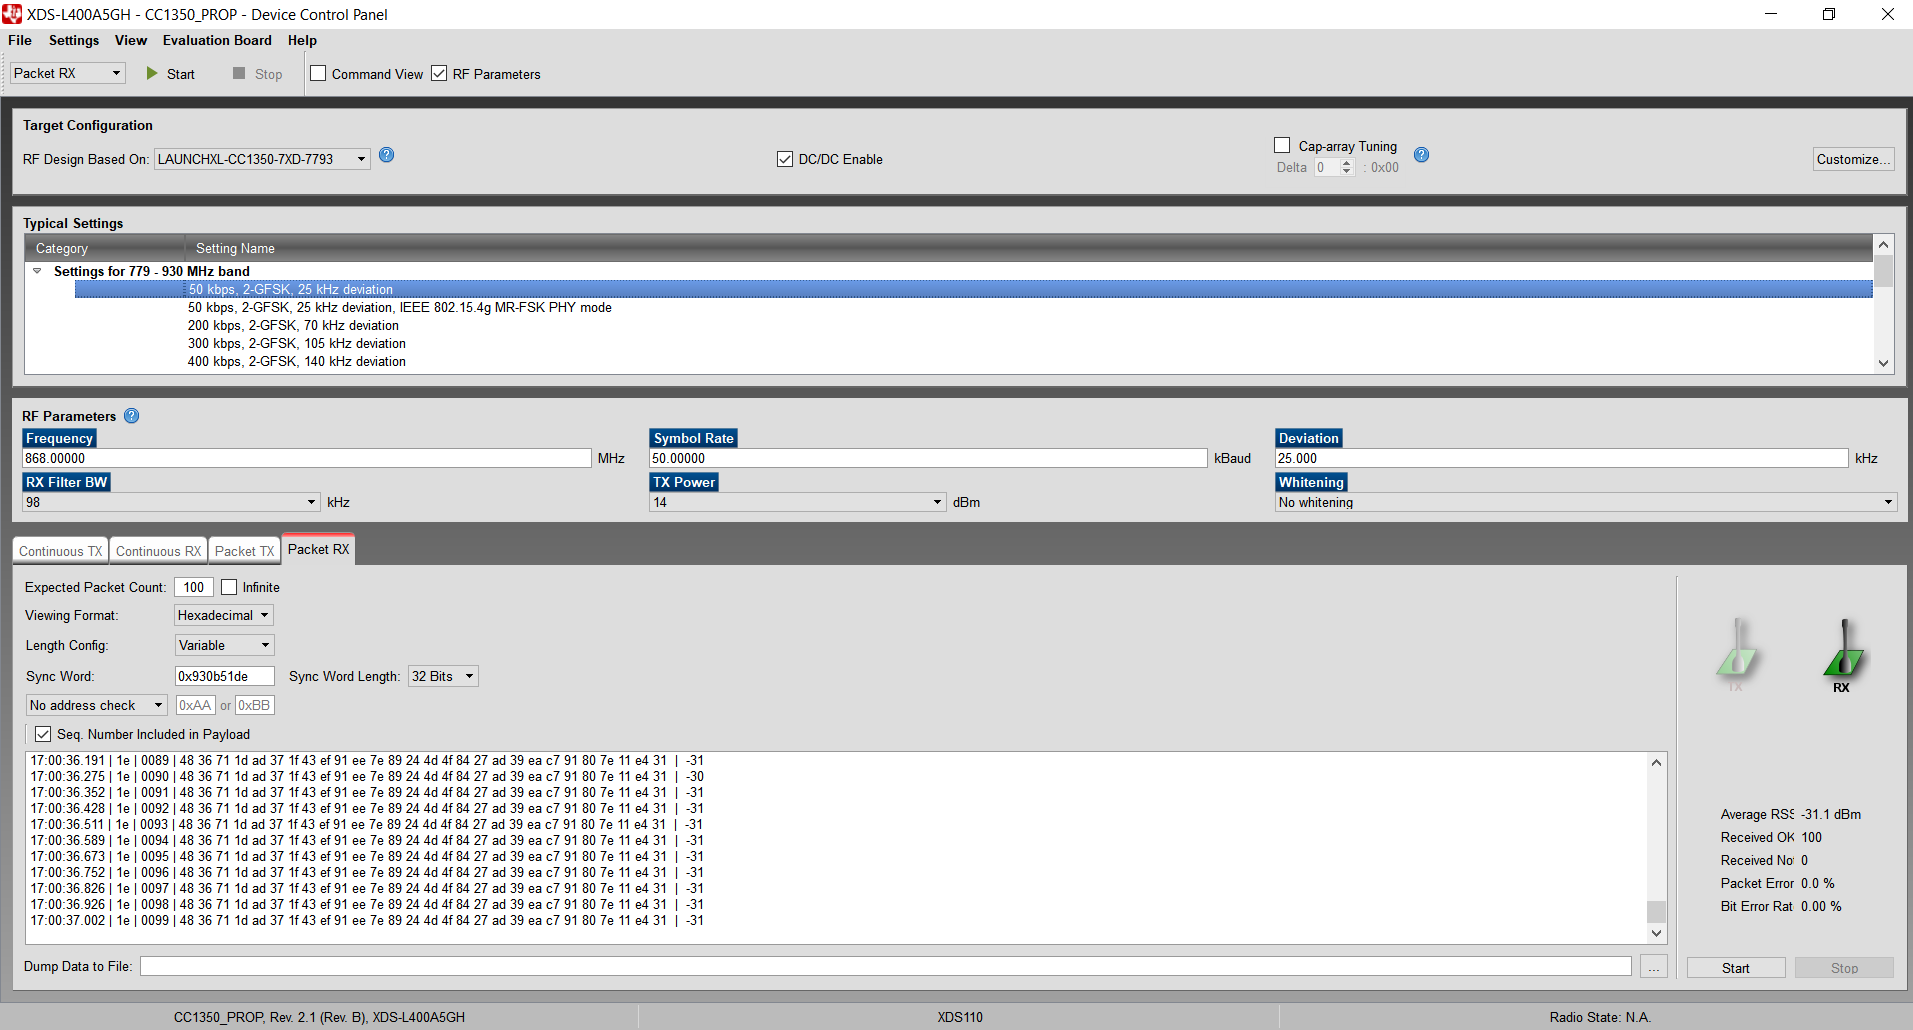 XDS-L400A5GH - CC1350_PROP - Device Control Panel
File Settings View Evaluation Board Help
Packet RX Start Stop Command View RF Parameters
Target Configuration
RF Design Based On: LAUNCHXL-CC1350-7XD-7793 DC/DC Enable Cap-array Tuning Customize...
Delta 0 : 0x00
Typical Settings
Category Setting Name
Settings for 779 - 930 MHz band
50 kbps, 2-GFSK, 25 kHz deviation
50 kbps, 2-GFSK, 25 kHz deviation, IEEE 802.15.4g MR-FSK PHY mode
200 kbps, 2-GFSK, 70 kHz deviation
300 kbps, 2-GFSK, 105 kHz deviation
400 kbps, 2-GFSK, 140 kHz deviation
RF Parameters
Frequency Symbol Rate Deviation
868.00000 MHz 50.00000 kBaud 25.000 kHz
RX Filter BW TX Power Whitening
98 kHz 14 dBm No whitening
Continuous TX Continuous RX Packet TX Packet RX
Expected Packet Count: 100 Infinite
Viewing Format: Hexadecimal
Length Config: Variable
Sync Word: 0x930b51de Sync Word Length: 32 Bits
No address check 0xAA or 0xBB
Seq. Number Included in Payload
17:00:36.191 | 1e | 0089 | 48 36 71 1d ad 37 1f 43 ef 91 ee 7e 89 24 4d 4f 84 27 ad 39 ea c7 91 80 7e 11 e4 31 | -31
17:00:36.275 | 1e | 0090 | 48 36 71 1d ad 37 1f 43 ef 91 ee 7e 89 24 4d 4f 84 27 ad 39 ea c7 91 80 7e 11 e4 31 | -30
17:00:36.352 | 1e | 0091 | 48 36 71 1d ad 37 1f 43 ef 91 ee 7e 89 24 4d 4f 84 27 ad 39 ea c7 91 80 7e 11 e4 31 | -31
17:00:36.428 | 1e | 0092 | 48 36 71 1d ad 37 1f 43 ef 91 ee 7e 89 24 4d 4f 84 27 ad 39 ea c7 91 80 7e 11 e4 31 | -31
17:00:36.511 | 1e | 0093 | 48 36 71 1d ad 37 1f 43 ef 91 ee 7e 89 24 4d 4f 84 27 ad 39 ea c7 91 80 7e 11 e4 31 | -31
17:00:36.589 | 1e | 0094 | 48 36 71 1d ad 37 1f 43 ef 91 ee 7e 89 24 4d 4f 84 27 ad 39 ea c7 91 80 7e 11 e4 31 | -31
17:00:36.673 | 1e | 0095 | 48 36 71 1d ad 37 1f 43 ef 91 ee 7e 89 24 4d 4f 84 27 ad 39 ea c7 91 80 7e 11 e4 31 | -31
17:00:36.752 | 1e | 0096 | 48 36 71 1d ad 37 1f 43 ef 91 ee 7e 89 24 4d 4f 84 27 ad 39 ea c7 91 80 7e 11 e4 31 | -31
17:00:36.826 | 1e | 0097 | 48 36 71 1d ad 37 1f 43 ef 91 ee 7e 89 24 4d 4f 84 27 ad 39 ea c7 91 80 7e 11 e4 31 | -31
17:00:36.926 | 1e | 0098 | 48 36 71 1d ad 37 1f 43 ef 91 ee 7e 89 24 4d 4f 84 27 ad 39 ea c7 91 80 7e 11 e4 31 | -31
17:00:37.002 | 1e | 0099 | 48 36 71 1d ad 37 1f 43 ef 91 ee 7e 89 24 4d 4f 84 27 ad 39 ea c7 91 80 7e 11 e4 31 | -31
Dump Data to File: ...
TX RX
Average RSS -31.1 dBm
Received OK 100
Received No 0
Packet Error 0.0 %
Bit Error Rat 0.00 %
Start Stop
CC1350_PROP, Rev. 2.1 (Rev. B), XDS-L400A5GH XDS110 Radio State: N.A.